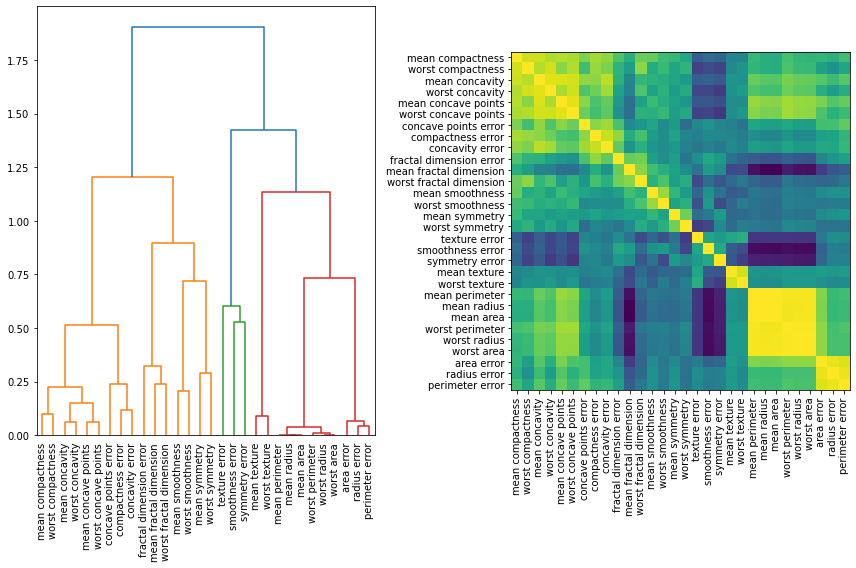 1.75
1.50
1.25
1.00
0.75
0.50
0.25
0.00
mean compactness
worst compactness
mean concavity
worst concavity
mean concave points
worst concave points
concave points error
compactness error
concavity error
fractal dimension error
mean fractal dimension
worst fractal dimension
mean smoothness
worst smoothness
mean symmetry
worst symmetry
texture error
smoothness error
symmetry error
mean texture
worst texture
mean perimeter
mean radius
mean area
worst perimeter
worst radius
worst area
area error
radius error
perimeter error
mean compactness
worst compactness
mean concavity
worst concavity
mean concave points
worst concave points
concave points error
compactness error
concavity error
fractal dimension error
mean fractal dimension
worst fractal dimension
mean smoothness
worst smoothness
mean symmetry
worst symmetry
texture error
smoothness error
symmetry error
mean texture
worst texture
mean perimeter
mean radius
mean area
worst perimeter
worst radius
worst area
area error
radius error
perimeter error
mean compactness
worst compactness
mean concavity
worst concavity
mean concave points
worst concave points
concave points error
compactness error
concavity error
fractal dimension error
mean fractal dimension
worst fractal dimension
mean smoothness
worst smoothness
mean symmetry
worst symmetry
texture error
smoothness error
symmetry error
mean texture
worst texture
mean perimeter
mean radius
mean area
worst perimeter
worst radius
worst area
area error
radius error
perimeter error